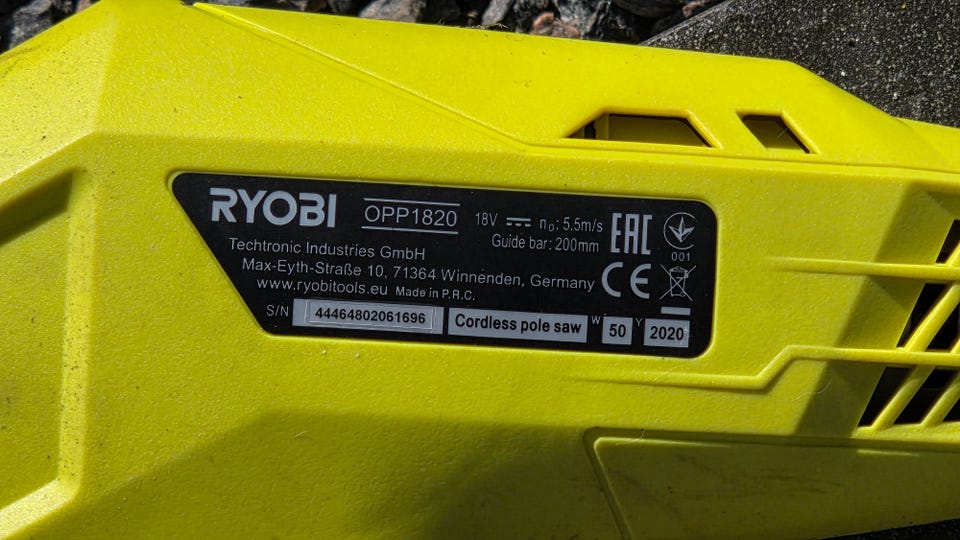 RYOBI OPP1820 18V n₀: 5.5m/s
Guide bar: 200mm
EAC
001
Techtronic Industries GmbH
Max-Eyth-Straße 10, 71364 Winnenden, Germany
CE
www.ryobitools.eu Made in P.R.C.
S/N 44464802061696 Cordless pole saw W 50 Y 2020